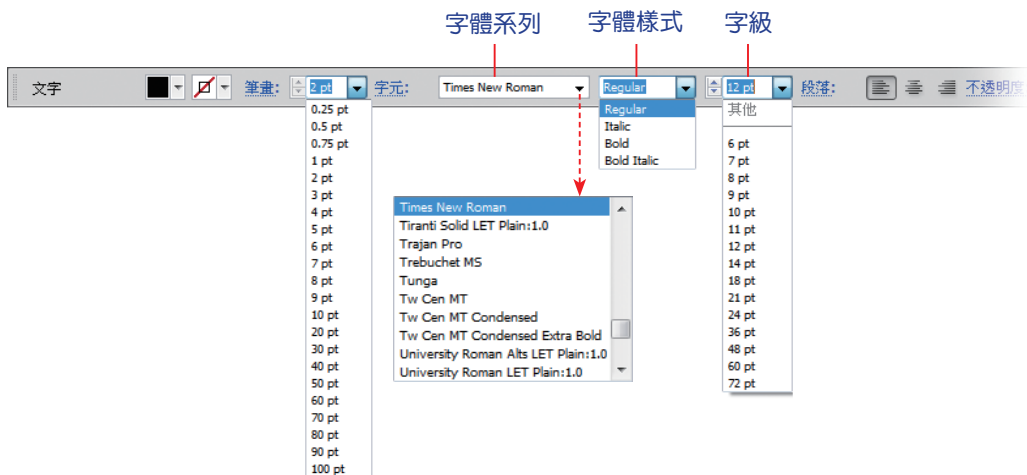 字體系列 字體樣式 字級
文字 筆畫: 2 pt 字元: Times New Roman Regular 12 pt 段落: 不透明度
0.25 pt
0.5 pt
0.75 pt
1 pt
2 pt
3 pt
4 pt
5 pt
6 pt
7 pt
8 pt
9 pt
10 pt
20 pt
30 pt
40 pt
50 pt
60 pt
70 pt
80 pt
90 pt
100 pt
Times New Roman
Tiranti Solid LET Plain:1.0
Trajan Pro
Trebuchet MS
Tunga
Tw Cen MT
Tw Cen MT Condensed
Tw Cen MT Condensed Extra Bold
University Roman Alts LET Plain:1.0
University Roman LET Plain:1.0
Regular
Italic
Bold
Bold Italic
其他
6 pt
7 pt
8 pt
9 pt
10 pt
11 pt
12 pt
14 pt
18 pt
21 pt
24 pt
36 pt
48 pt
60 pt
72 pt